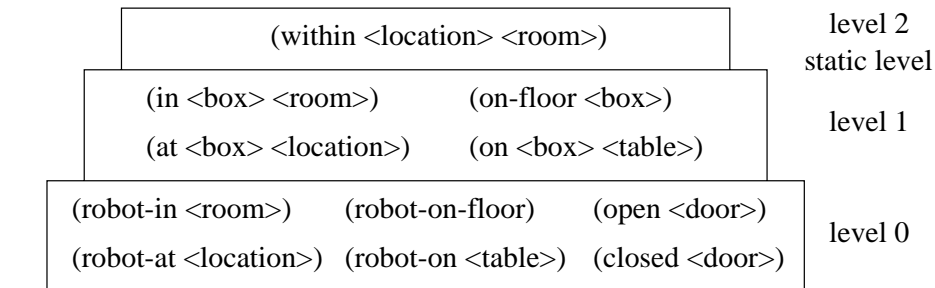 (within <location> <room>)
level 2
static level
(in <box> <room>) (on-floor <box>)
(at <box> <location>) (on <box> <table>)
level 1
(robot-in <room>) (robot-on-floor) (open <door>)
(robot-at <location>) (robot-on <table>) (closed <door>)
level 0